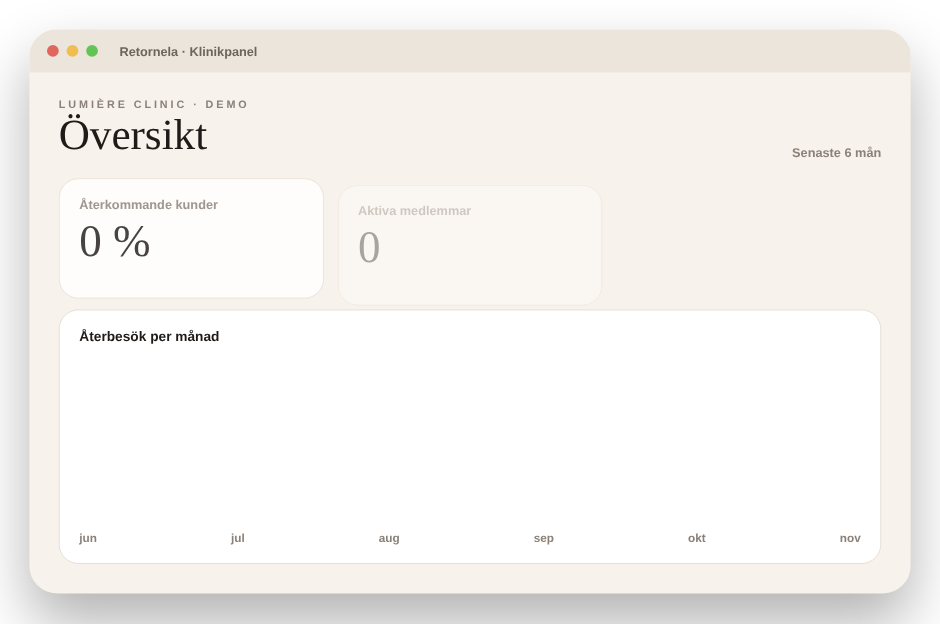 Retornela · Klinikpanel
LUMIÈRE CLINIC · DEMO
Översikt
Senaste 6 mån
Återkommande kunder
0 %
Aktiva medlemmar
0
Återbesök per månad
jun jul aug sep okt nov